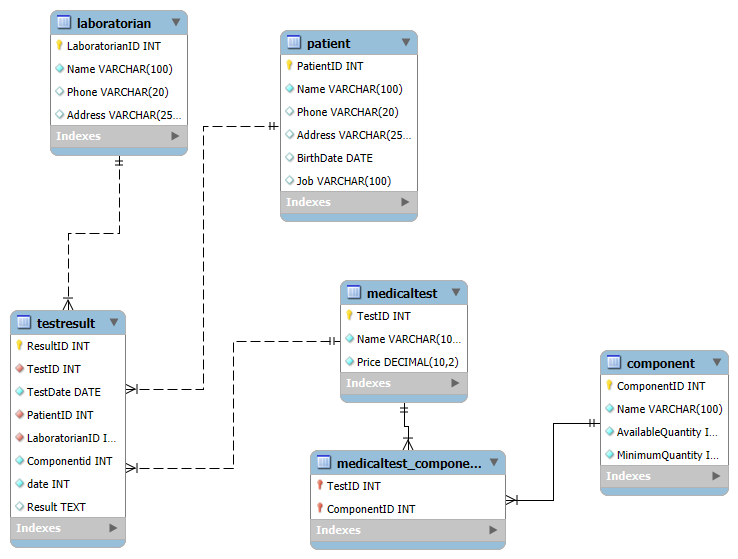 laboratorian
LaboratorianID INT
Name VARCHAR(100)
Phone VARCHAR(20)
Address VARCHAR(25...
Indexes
patient
PatientID INT
Name VARCHAR(100)
Phone VARCHAR(20)
Address VARCHAR(25...
BirthDate DATE
Job VARCHAR(100)
Indexes
testresult
ResultID INT
TestID INT
TestDate DATE
PatientID INT
LaboratorianID I...
Componentid INT
date INT
Result TEXT
Indexes
medicaltest
TestID INT
Name VARCHAR(10...
Price DECIMAL(10,2)
Indexes
medicaltest_compone...
TestID INT
ComponentID INT
Indexes
component
ComponentID INT
Name VARCHAR(100)
AvailableQuantity I...
MinimumQuantity I...
Indexes